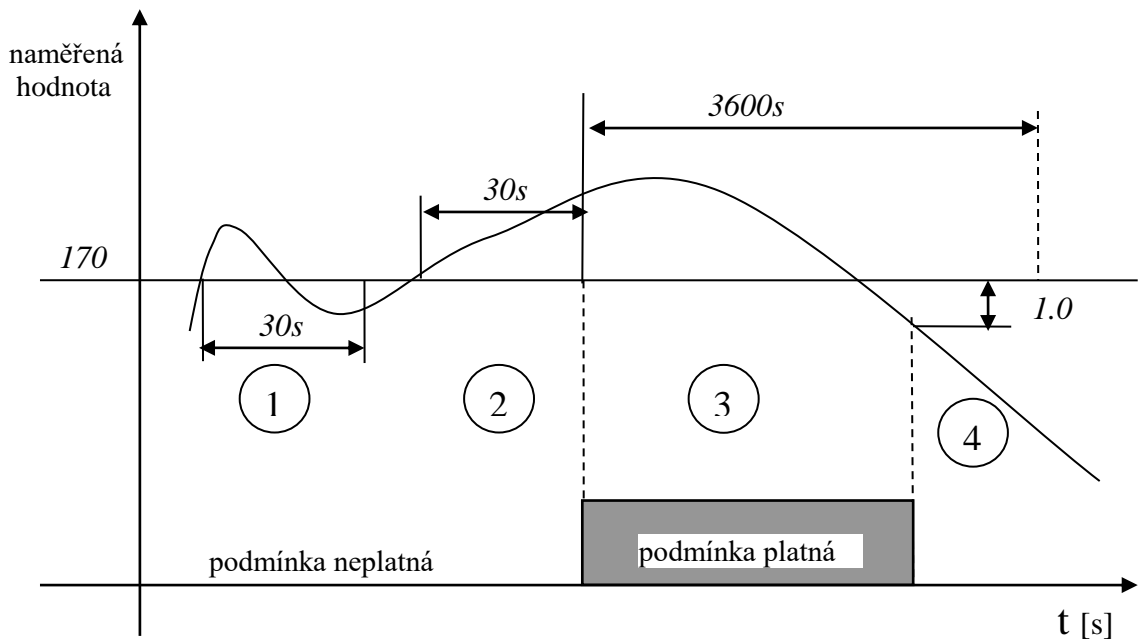 naměřená
hodnota
3600s
30s
170
30s
1.0
1
2
3
4
podmínka neplatná
podmínka platná
t [s]